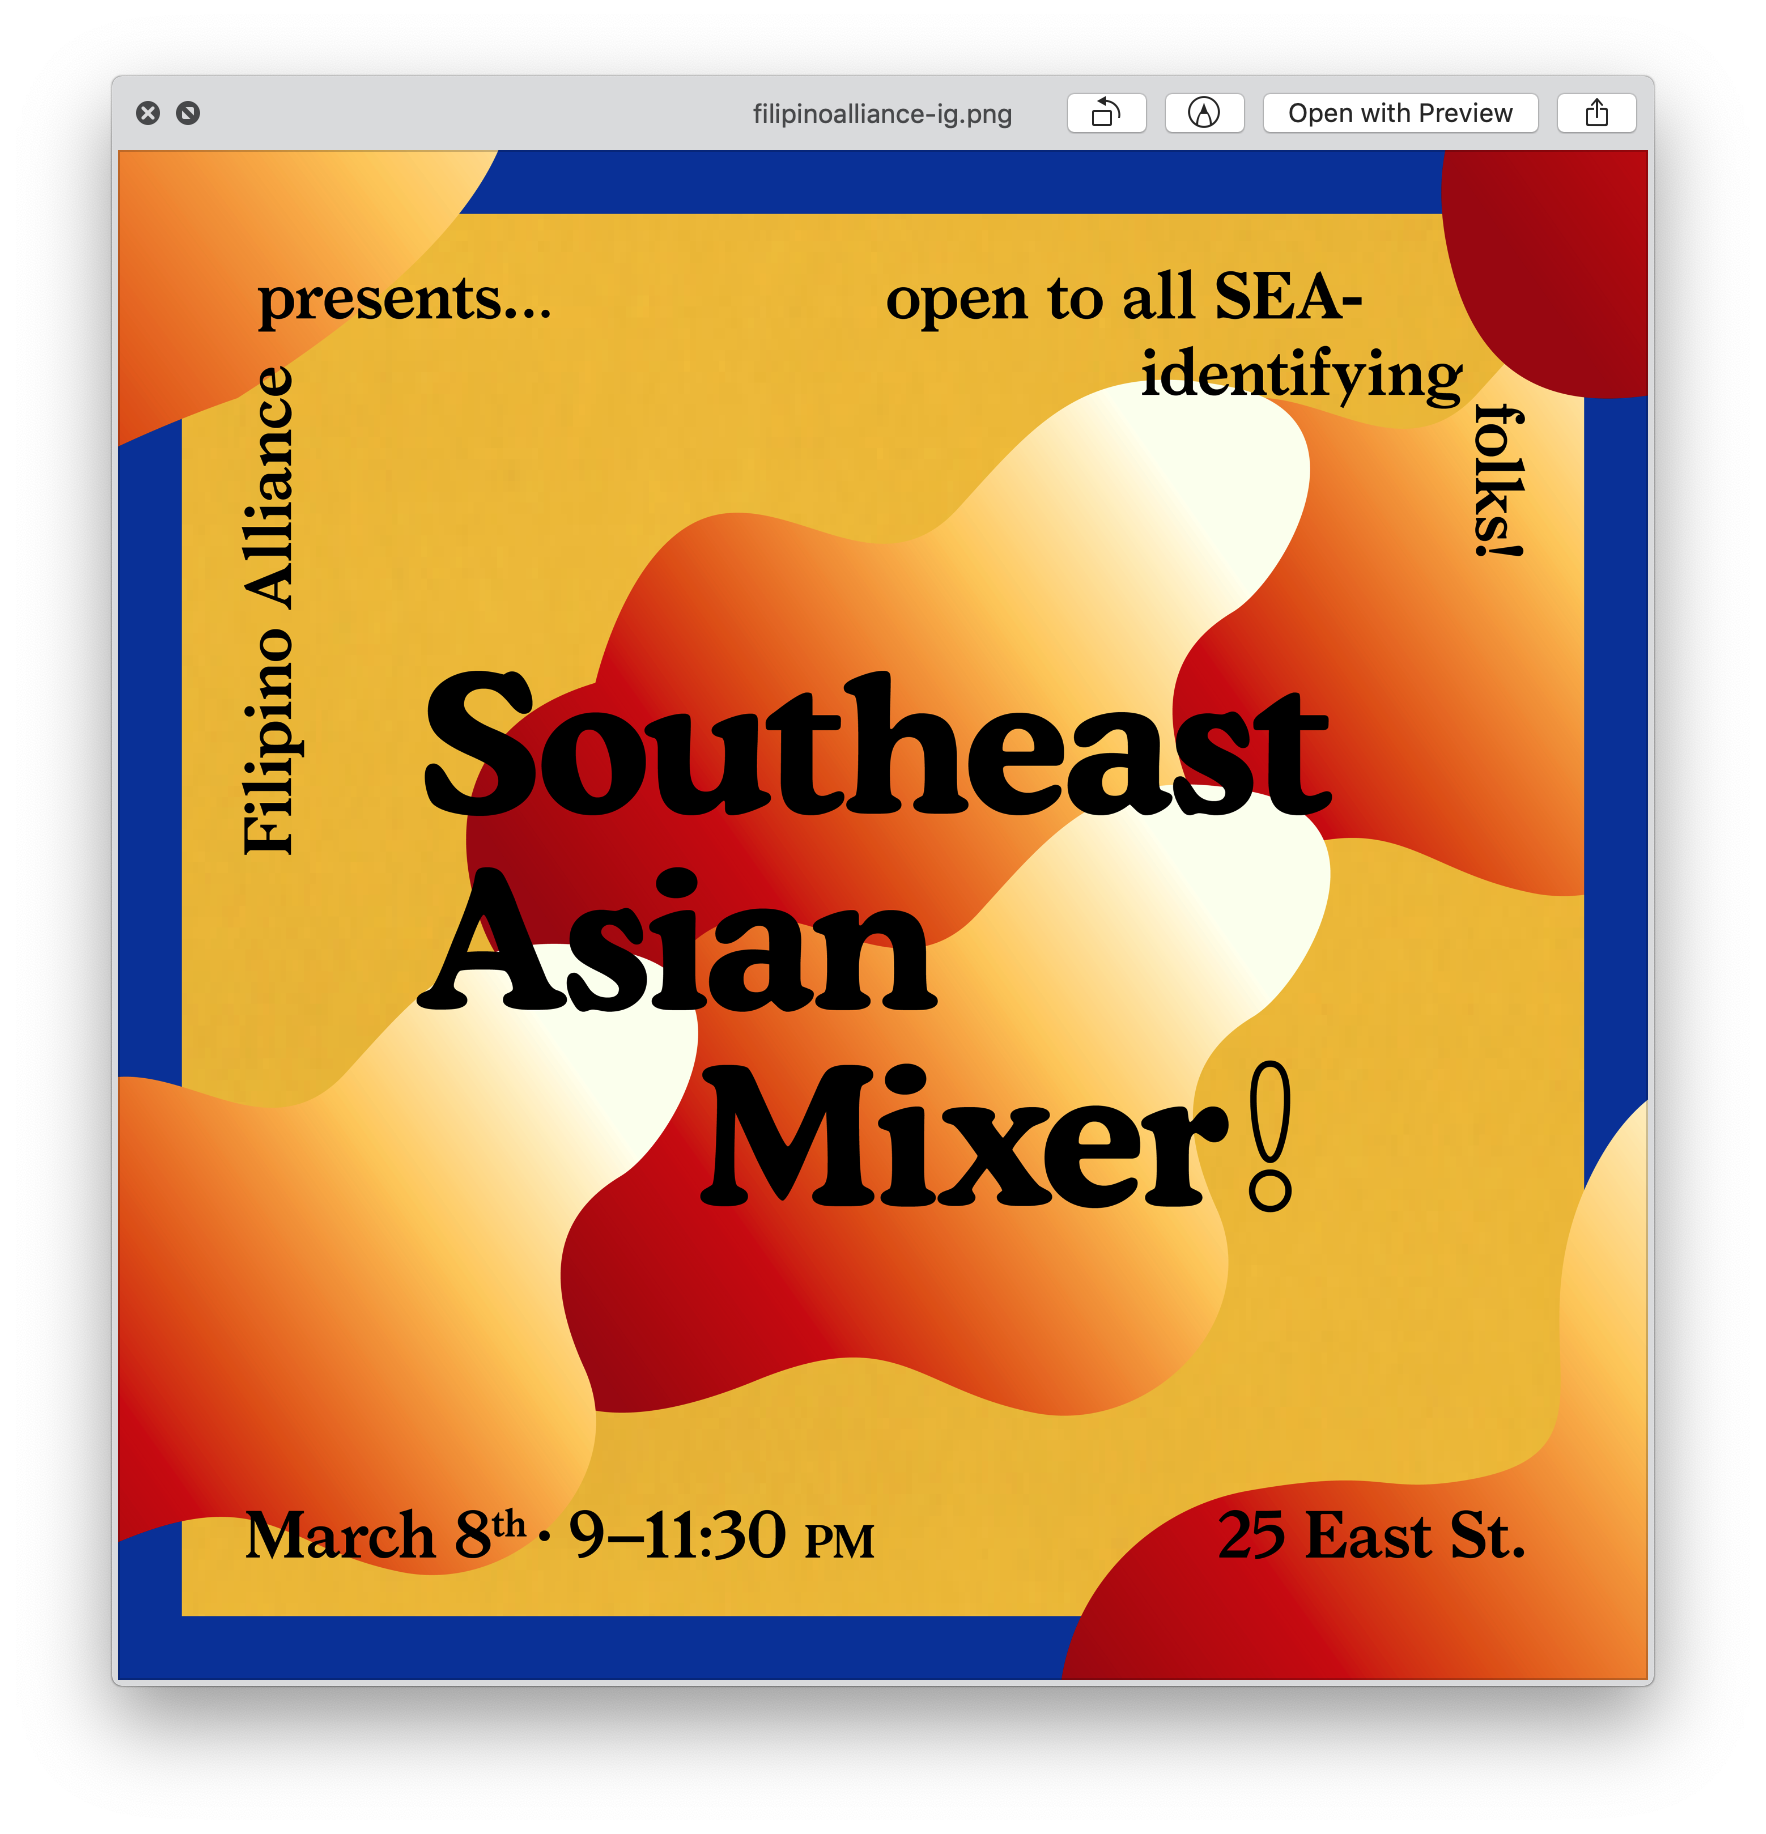 filipinoalliance-ig.png
Open with Preview
Filipino Alliance
presents...
open to all SEA-
identifying
folks!
Southeast
Asian
Mixer!
March 8th · 9–11:30 PM
25 East St.